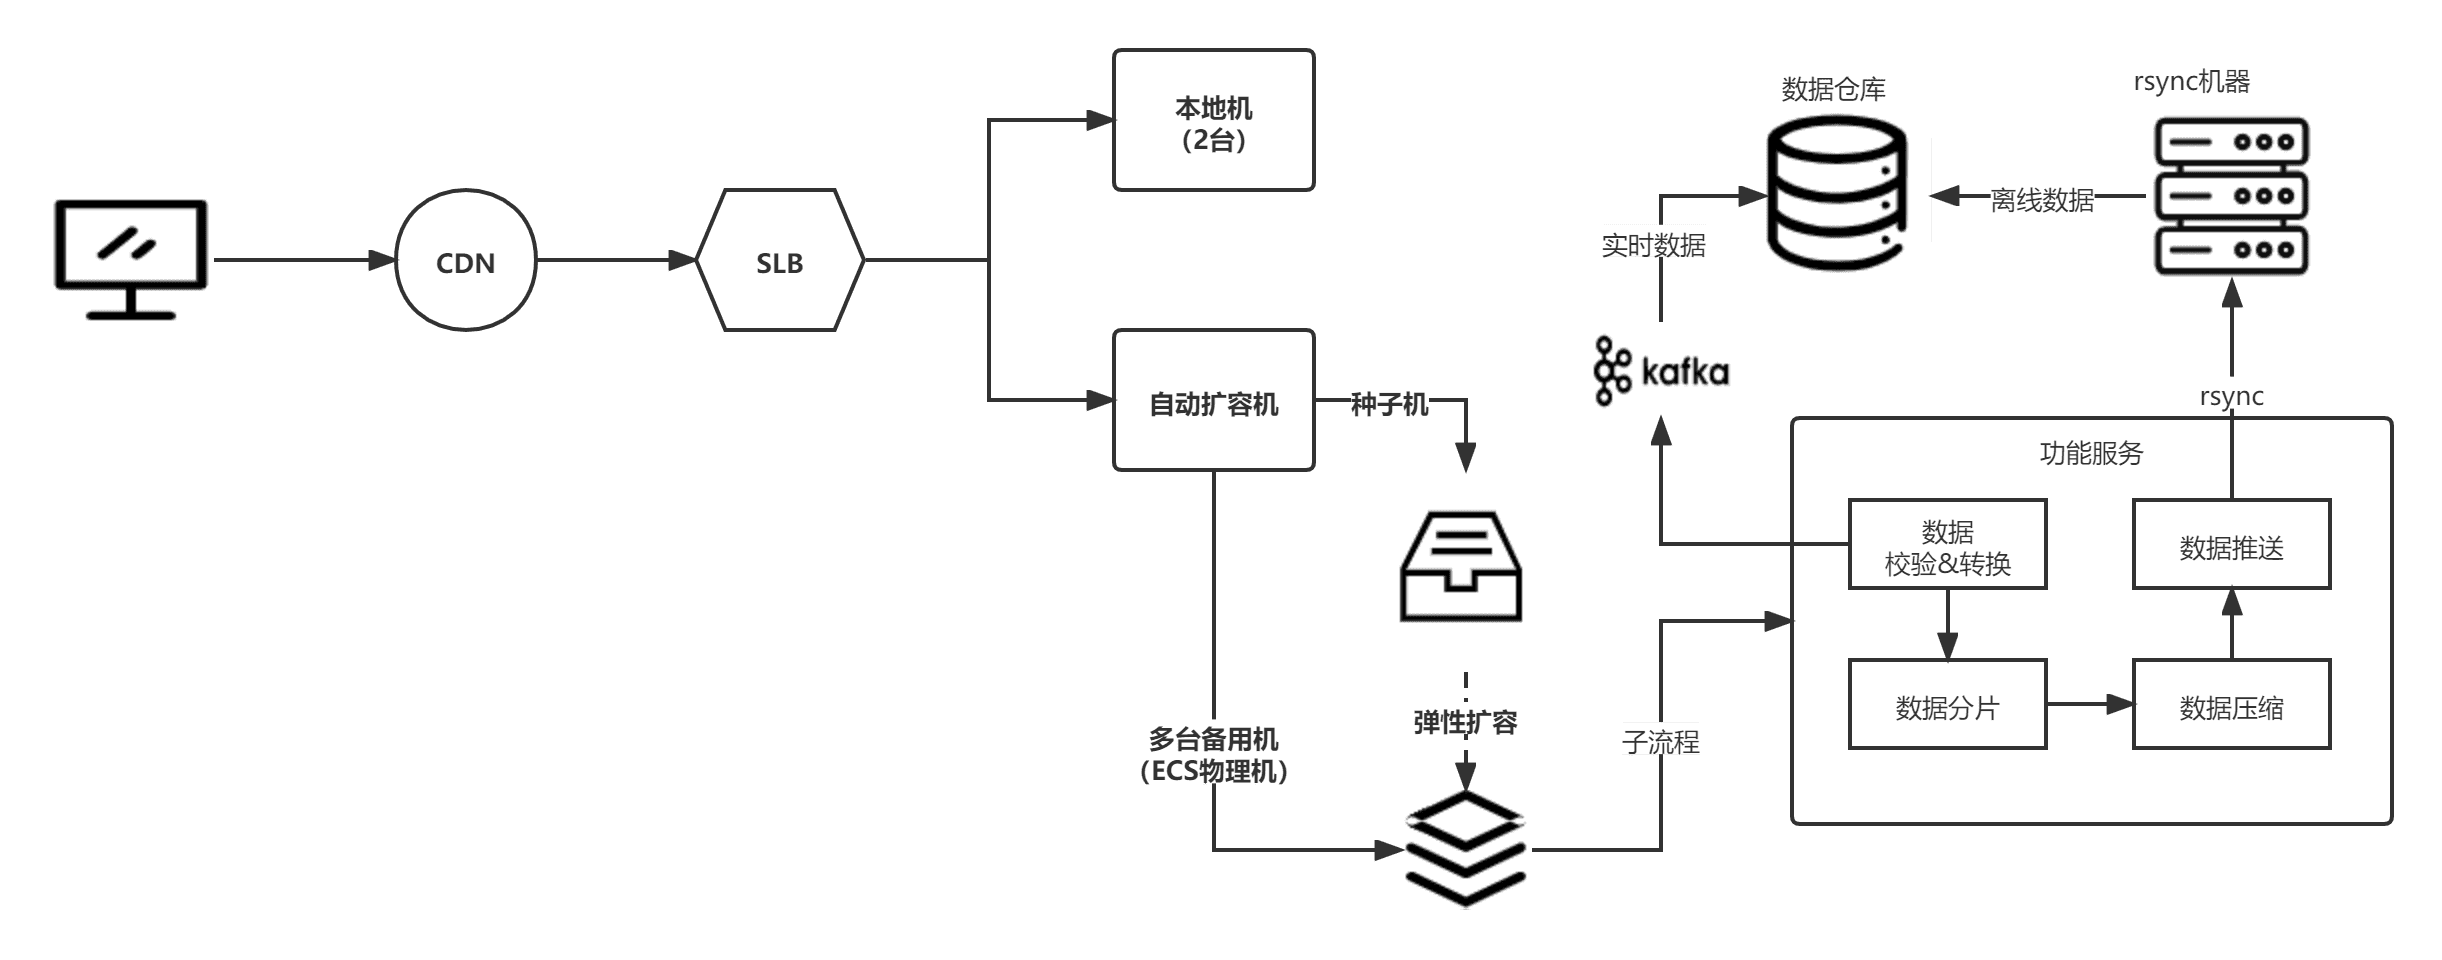 CDN
SLB
本地机
（2台）
自动扩容机
种子机
多台备用机
（ECS物理机）
弹性扩容
子流程
数据仓库
rsync机器
离线数据
实时数据
kafka
rsync
功能服务
数据
校验&转换
数据推送
数据分片
数据压缩